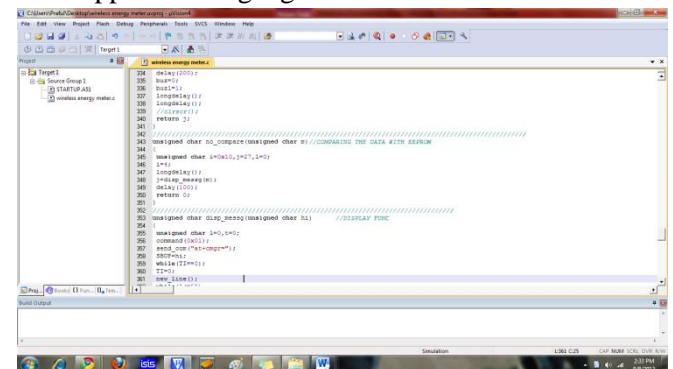 C:\Users\Praful\Desktop\wireless energy meter.uvproj - µVision4
File Edit View Project Flash Debug Peripherals Tools SVCS Window Help
Target 1
Project
wireless energy meter.c
Target 1
Source Group 1
STARTUP.A51
wireless energy meter.c
334 delay(200);
335 buz=0;
336 buz1=1;
337 longdelay();
338 longdelay();
339 //clrscr();
340 return j;
341 }
342 ////////////////////////////////////////////////////////////////////////////////
343 unsigned char no_compare(unsigned char m)//COMPARING THE DATA WITH EEPROM
344 {
345 unsigned char i=0x10,j=27,l=0;
346 i=4;
347 longdelay();
348 j=disp_messg(m);
349 delay(100);
350 return 0;
351 }
352 ////////////////////////////////////////////////////////////////
353 unsigned char disp_messg(unsigned char hi) //DISPLAY FUNC
354 {
355 unsigned char l=0,t=0;
356 command(0x01);
357 send_com("at+cmgr=");
358 SBUF=hi;
359 while(TI==0);
360 TI=0;
361 new_line();
Proj... Books {} Fun... Tem...
Build Output
Simulation L:361 C:25 CAP NUM SCRL OVR R/W
isis
2:33 PM